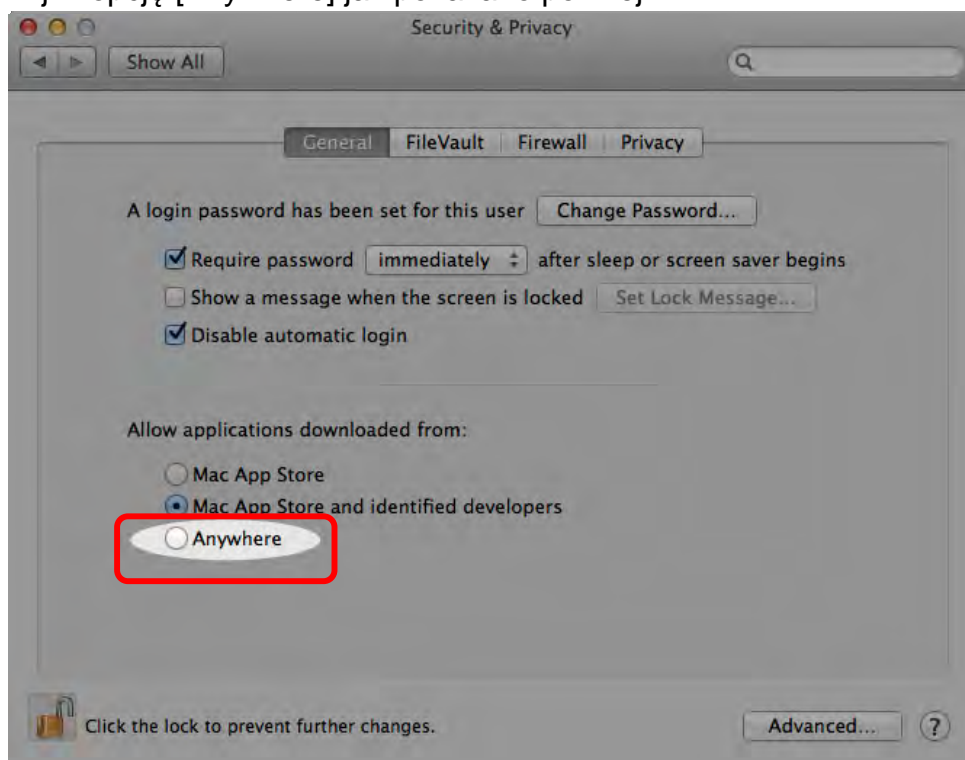 Security & Privacy
Show All
General FileVault Firewall Privacy
A login password has been set for this user Change Password...
Require password immediately after sleep or screen saver begins
Show a message when the screen is locked Set Lock Message...
Disable automatic login
Allow applications downloaded from:
Mac App Store
Mac App Store and identified developers
Anywhere
Click the lock to prevent further changes. Advanced... ?